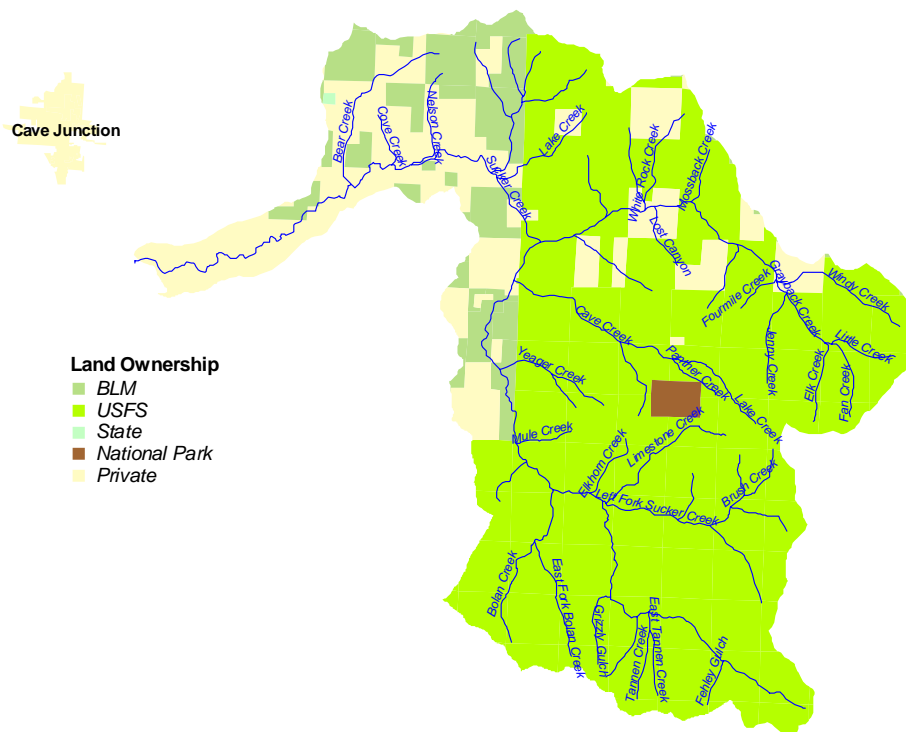 Cave Junction
Bear Creek
Cove Creek
Nelson Creek
Sucker Creek
Lake Creek
White Rock Creek
Mossback Creek
Lost Canyon
Fourmile Creek
Grayback Creek
Windy Creek
Jenny Creek
Elk Creek
Little Creek
Fan Creek
Cave Creek
Panther Creek
Lake Creek
Yeager Creek
Mule Creek
Elkhorn Creek
Limestone Creek
Left Fork Sucker Creek
Brush Creek
Bolan Creek
East Fork Bolan Creek
Grizzly Gulch
Tannen Creek
East Tannen Creek
Fehley Gulch
Land Ownership
BLM
USFS
State
National Park
Private